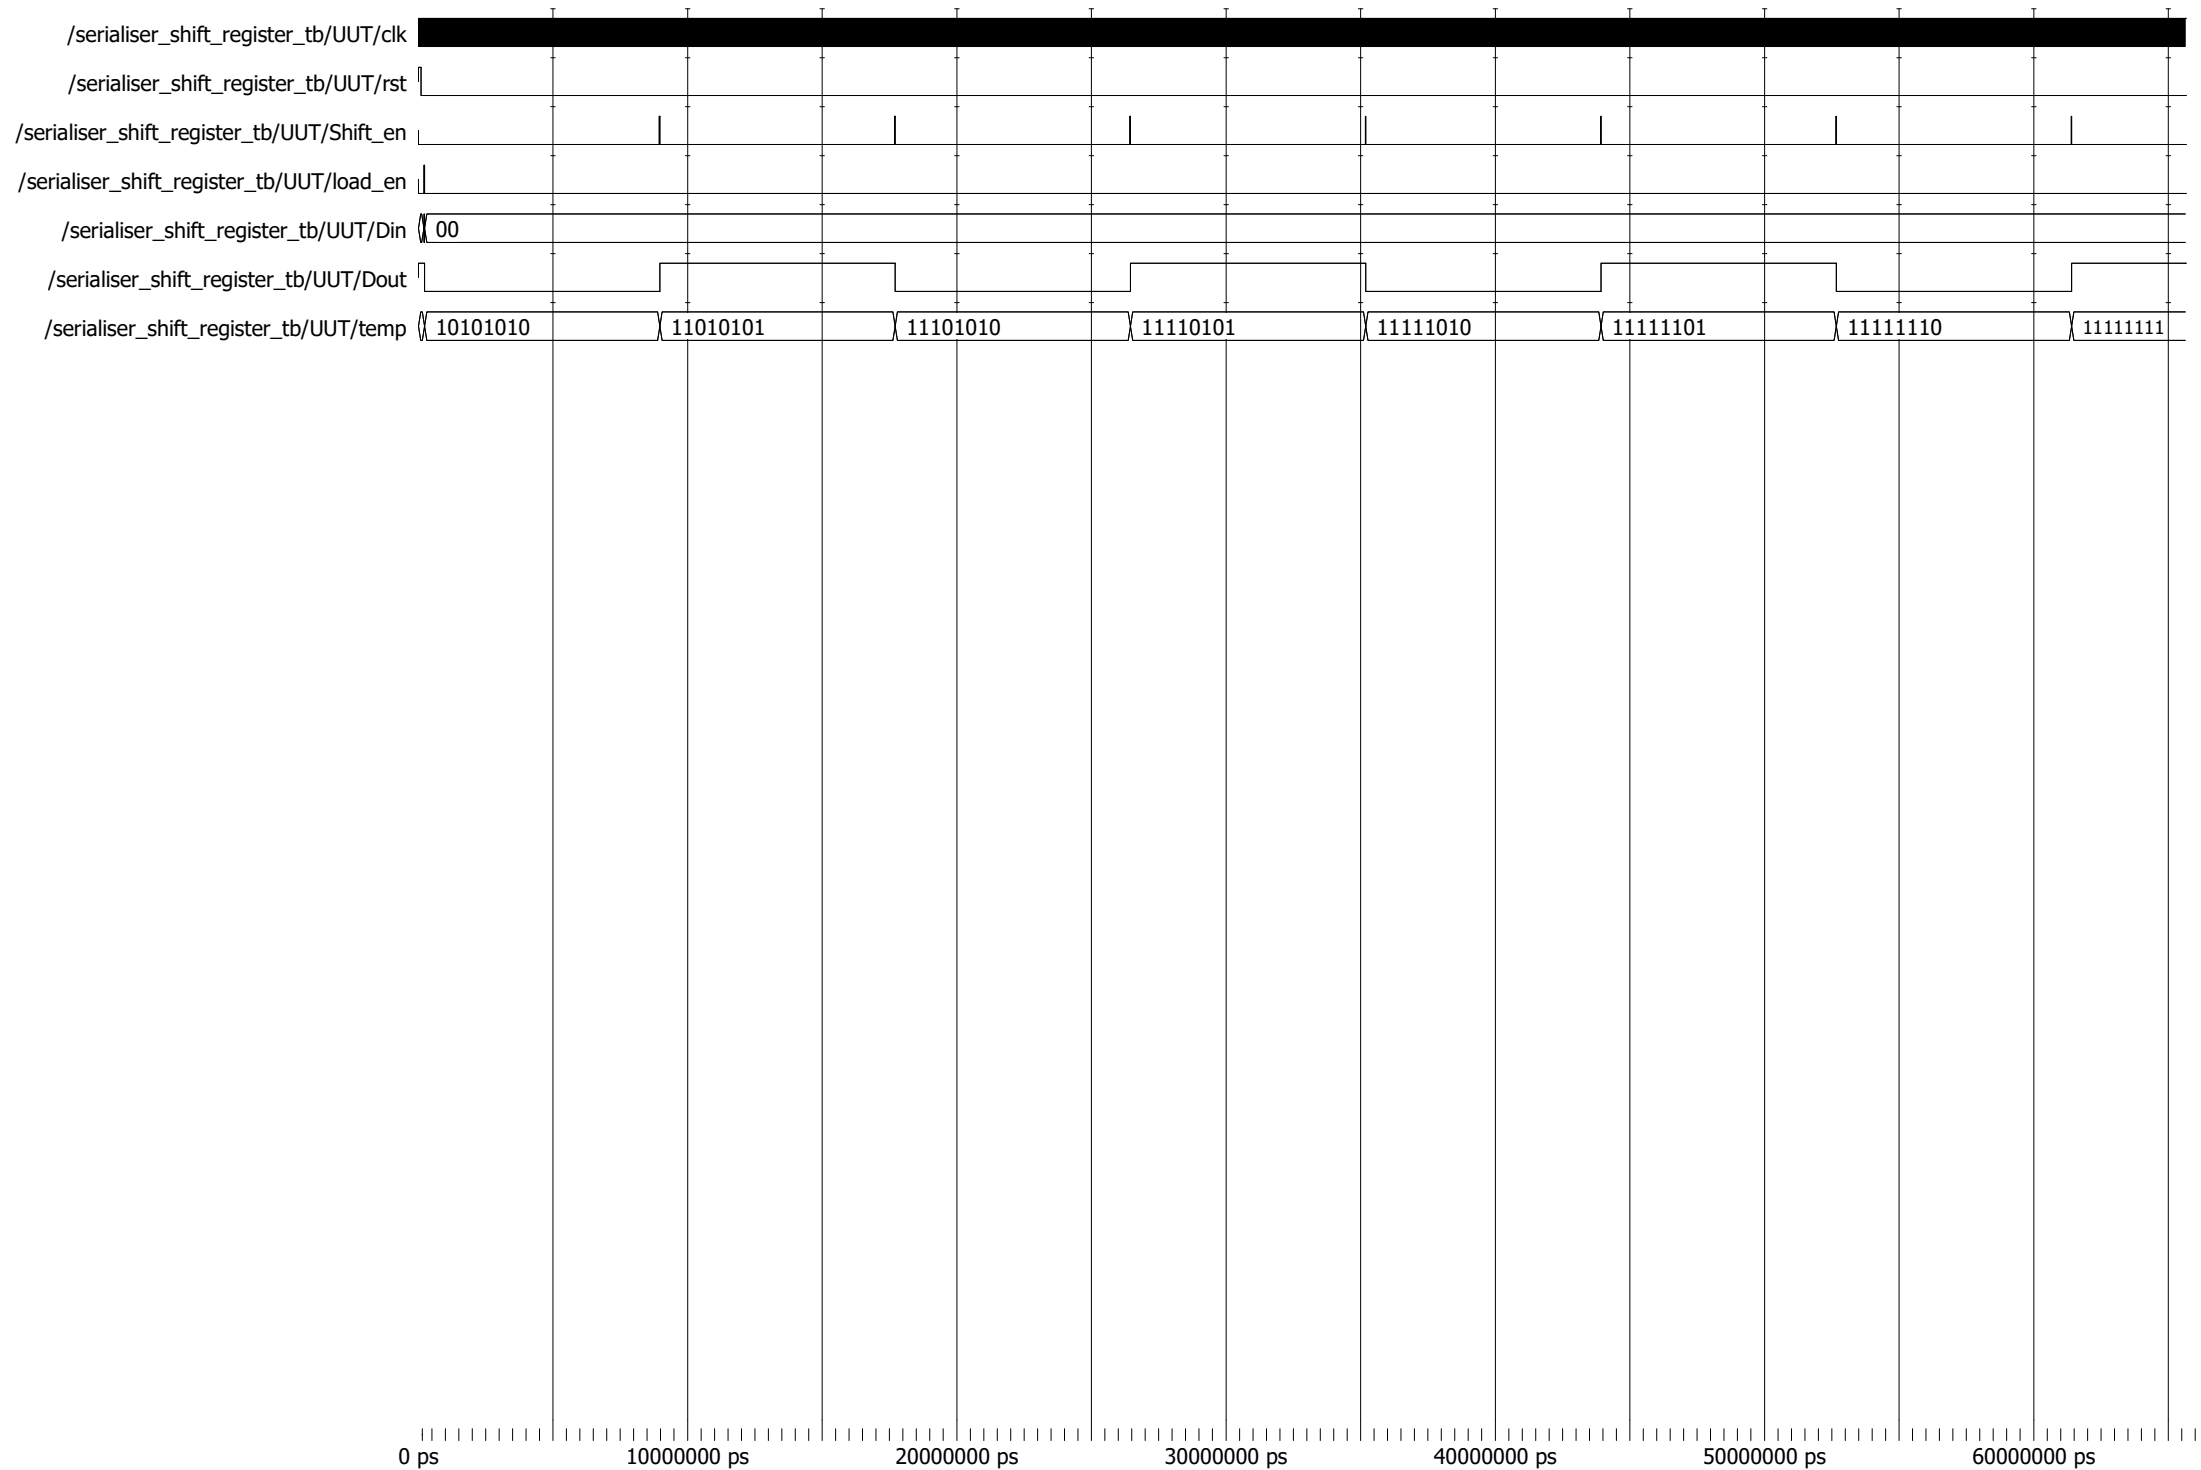 /serialiser_shift_register_tb/UUT/clk
/serialiser_shift_register_tb/UUT/rst
/serialiser_shift_register_tb/UUT/Shift_en
/serialiser_shift_register_tb/UUT/load_en
/serialiser_shift_register_tb/UUT/Din 00
/serialiser_shift_register_tb/UUT/Dout
/serialiser_shift_register_tb/UUT/temp 10101010 11010101 11101010 11110101 11111010 11111101 11111110 11111111
0 ps 10000000 ps 20000000 ps 30000000 ps 40000000 ps 50000000 ps 60000000 ps